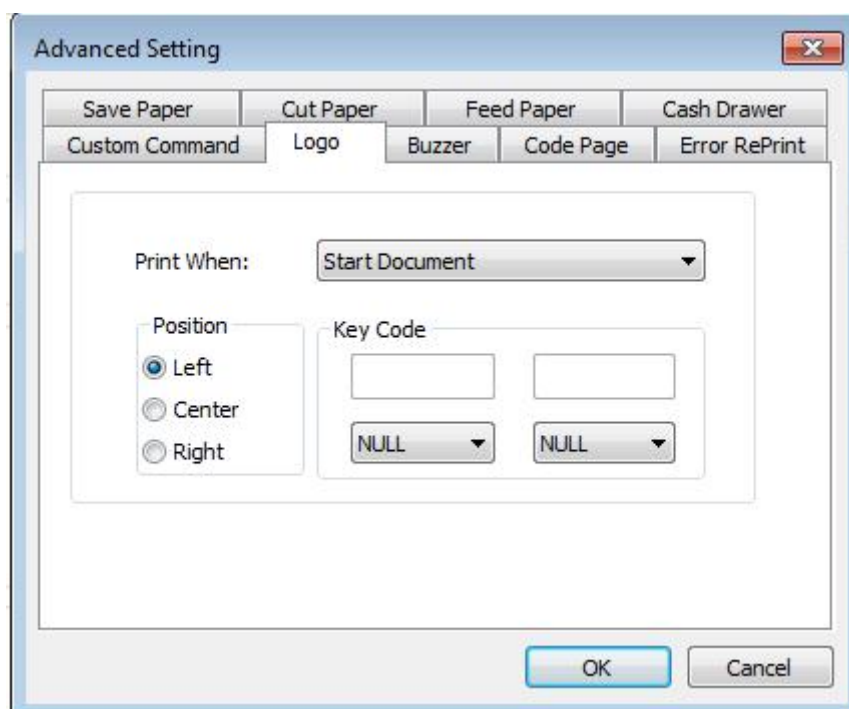 Advanced Setting
Save Paper Cut Paper Feed Paper Cash Drawer
Custom Command Logo Buzzer Code Page Error RePrint
Print When: Start Document
Position
Left
Center
Right
Key Code
NULL NULL
OK Cancel